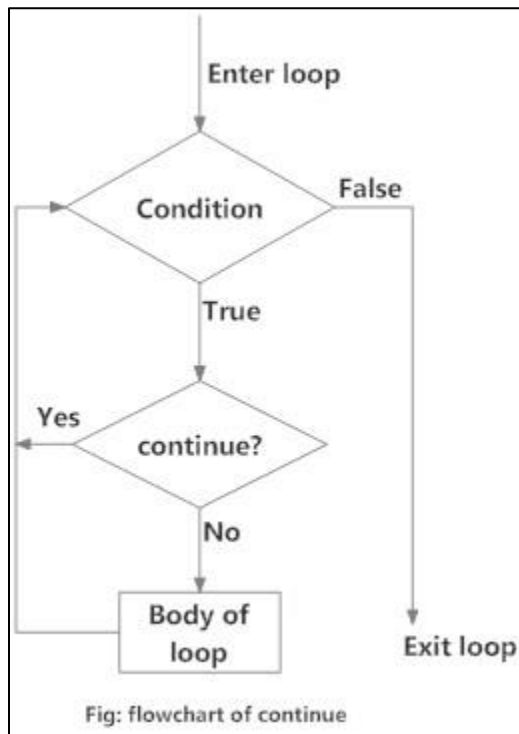 Enter loop
Condition
False
True
Yes
continue?
No
Body of
loop
Exit loop
Fig: flowchart of continue